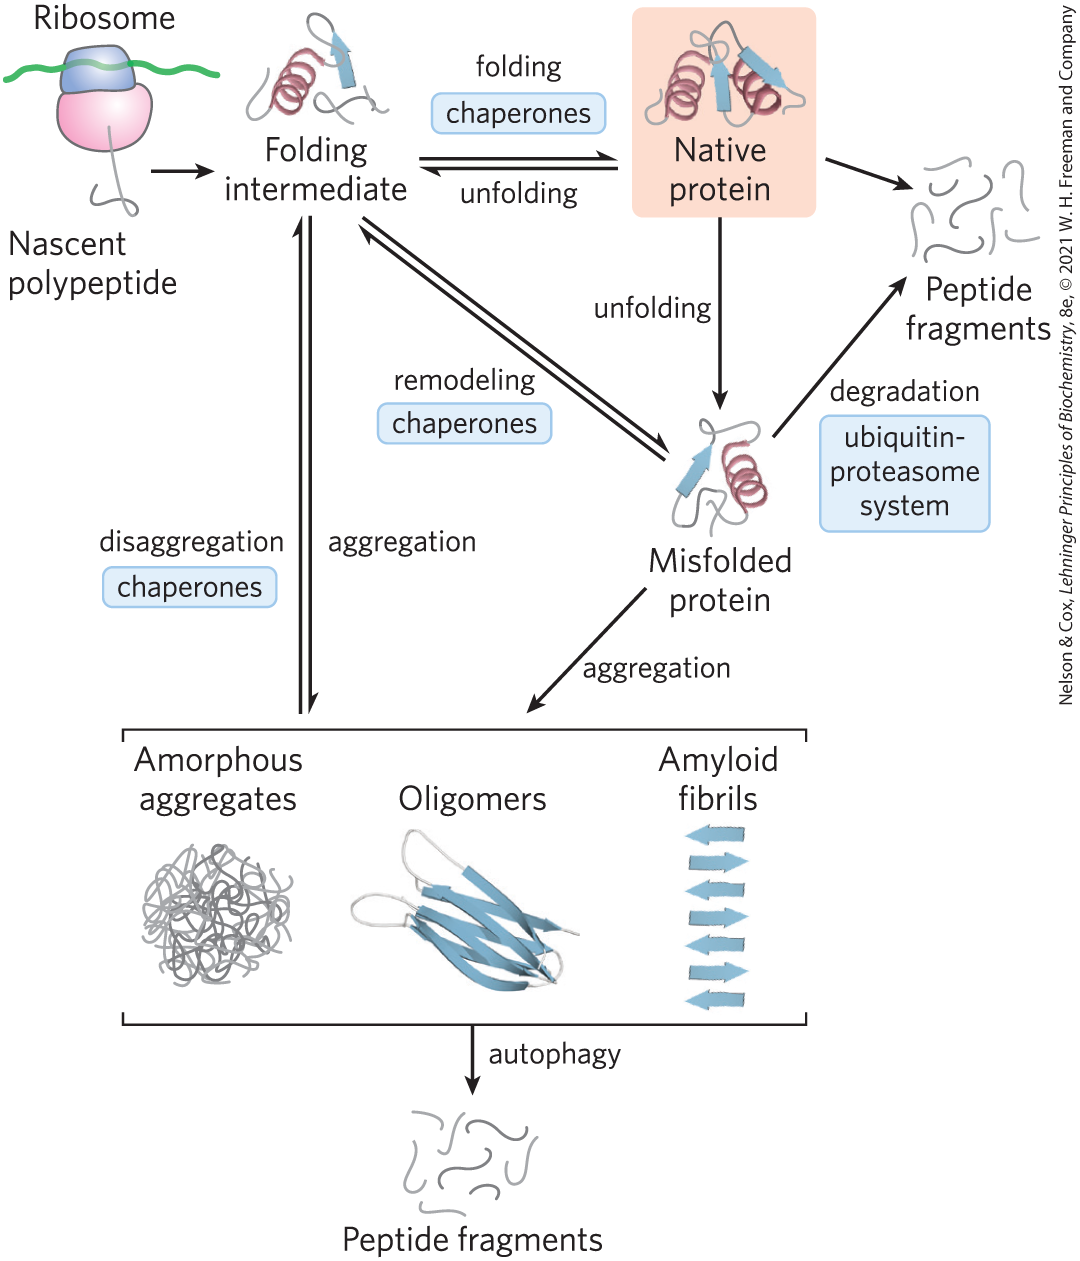 Ribosome
Nascent
polypeptide
Folding
intermediate
folding
chaperones
unfolding
Native
protein
Peptide
fragments
unfolding
remodeling
chaperones
degradation
ubiquitin-
proteasome
system
Misfolded
protein
disaggregation
chaperones
aggregation
aggregation
Amorphous
aggregates
Oligomers
Amyloid
fibrils
autophagy
Peptide fragments
Nelson & Cox, Lehninger Principles of Biochemistry, 8e, © 2021 W. H. Freeman and Company